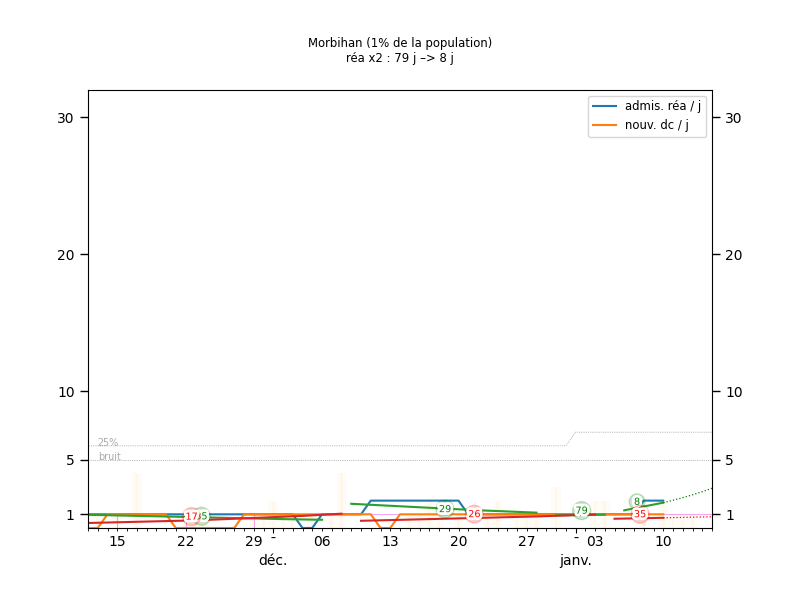 Morbihan (1% de la population)
réa x2 : 79 j –> 8 j
admis. réa / j
nouv. dc / j
30 30
20 20
10 10
25%
5 bruit 5
8
29 79
17 26 35
1 1
15 22 29 - 06 13 20 27 - 03 10
déc. janv.